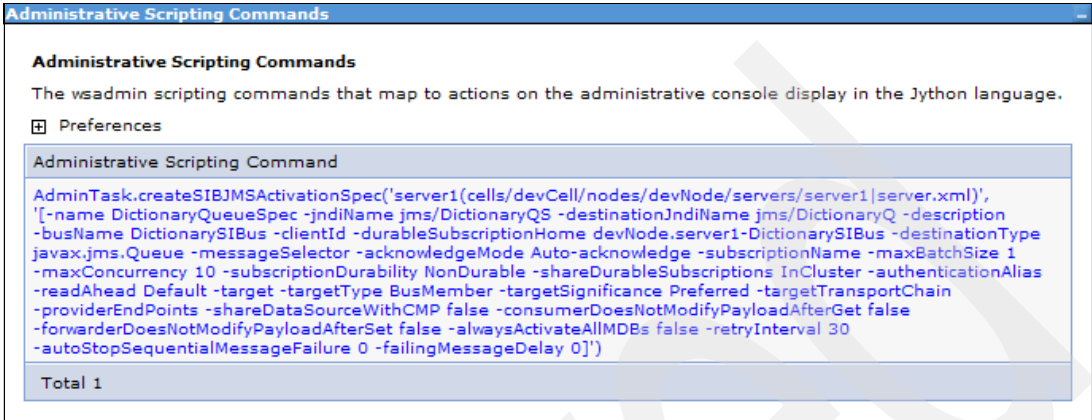 Administrative Scripting Commands
Administrative Scripting Commands
The wsadmin scripting commands that map to actions on the administrative console display in the Jython language.
Preferences
Administrative Scripting Command
AdminTask.createSIBJMSActivationSpec('server1(cells/devCell/nodes/devNode/servers/server1|server.xml)',
'[-name DictionaryQueueSpec -jndiName jms/DictionaryQS -destinationJndiName jms/DictionaryQ -description
-busName DictionarySIBus -clientId -durableSubscriptionHome devNode.server1-DictionarySIBus -destinationType
javax.jms.Queue -messageSelector -acknowledgeMode Auto-acknowledge -subscriptionName -maxBatchSize 1
-maxConcurrency 10 -subscriptionDurability NonDurable -shareDurableSubscriptions InCluster -authenticationAlias
-readAhead Default -target -targetType BusMember -targetSignificance Preferred -targetTransportChain
-providerEndPoints -shareDataSourceWithCMP false -consumerDoesNotModifyPayloadAfterGet false
-forwarderDoesNotModifyPayloadAfterSet false -alwaysActivateAllMDBs false -retryInterval 30
-autoStopSequentialMessageFailure 0 -failingMessageDelay 0]')
Total 1